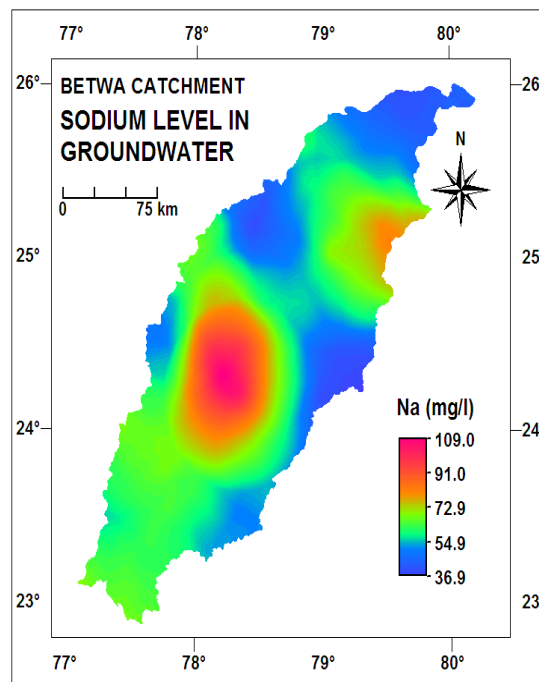 77° 78° 79° 80°
26° 26°
BETWA CATCHMENT
SODIUM LEVEL IN
GROUNDWATER
N
0 75 km
25° 25°
Na (mg/l)
24° 24°
109.0
91.0
72.9
54.9
36.9
23° 23°
77° 78° 79° 80°